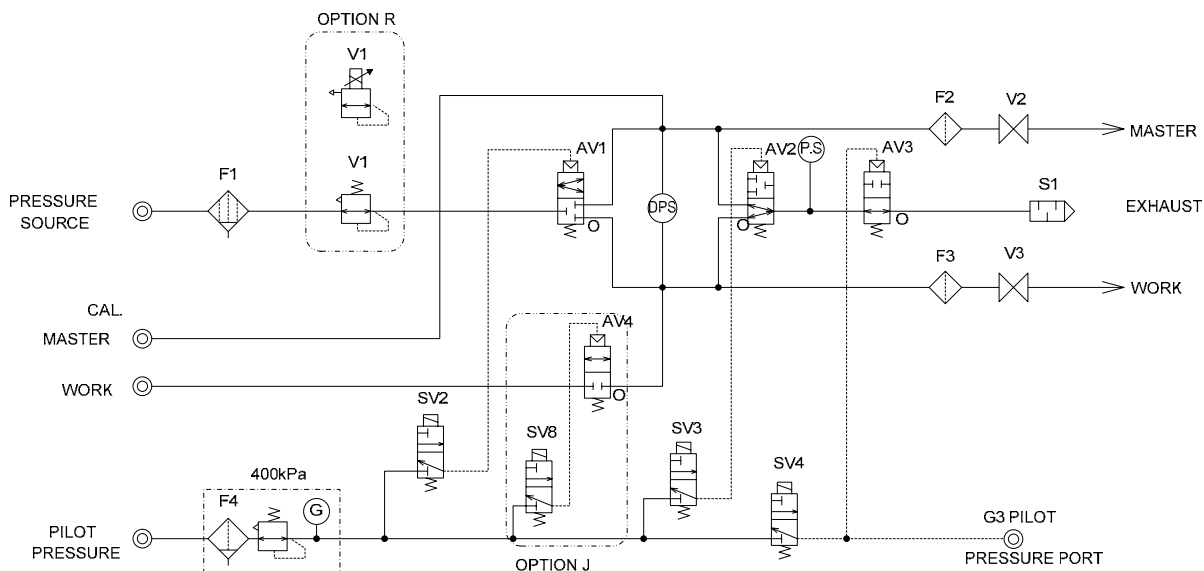 OPTION R
V1
F2
V2
MASTER
AV1
AV2
P.S
AV3
V1
F1
S1
PRESSURE
SOURCE
DPS
EXHAUST
O
O
O
F3
V3
WORK
CAL.
MASTER
AV4
WORK
O
SV2
SV8
SV3
SV4
400kPa
F4
G
G3 PILOT
PILOT
PRESSURE
PRESSURE PORT
OPTION J